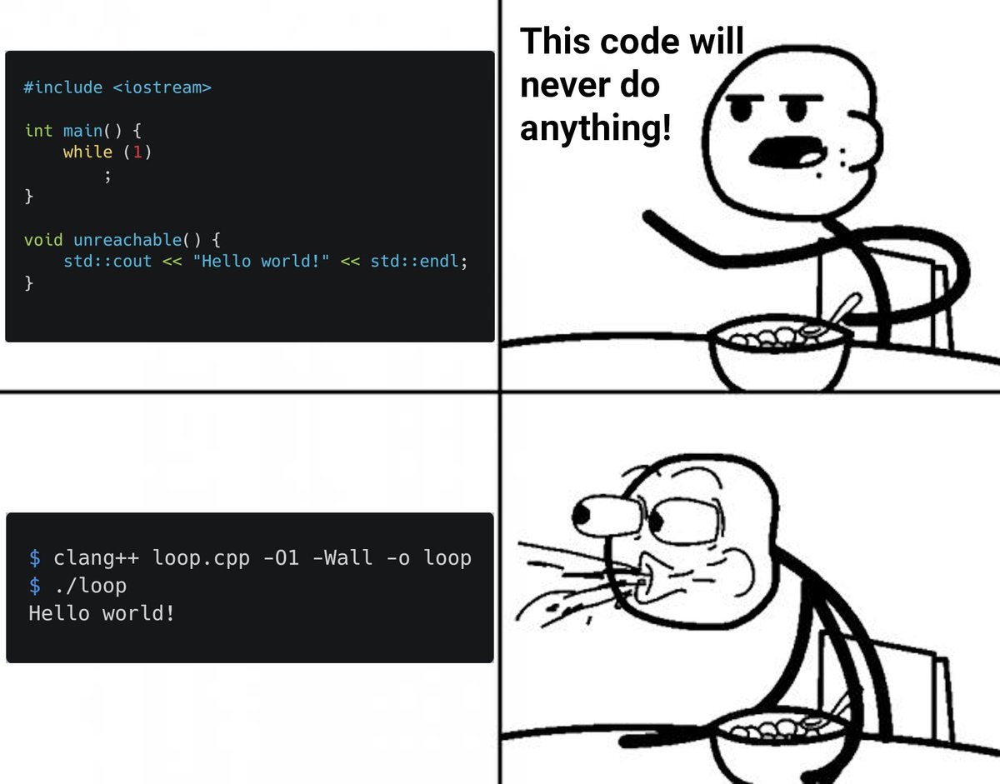 #include <iostream>
int main() {
    while (1)
        ;
}
void unreachable() {
    std::cout << "Hello world!" << std::endl;
}
This code will
never do
anything!
$ clang++ loop.cpp -O1 -Wall -o loop
$ ./loop
Hello world!